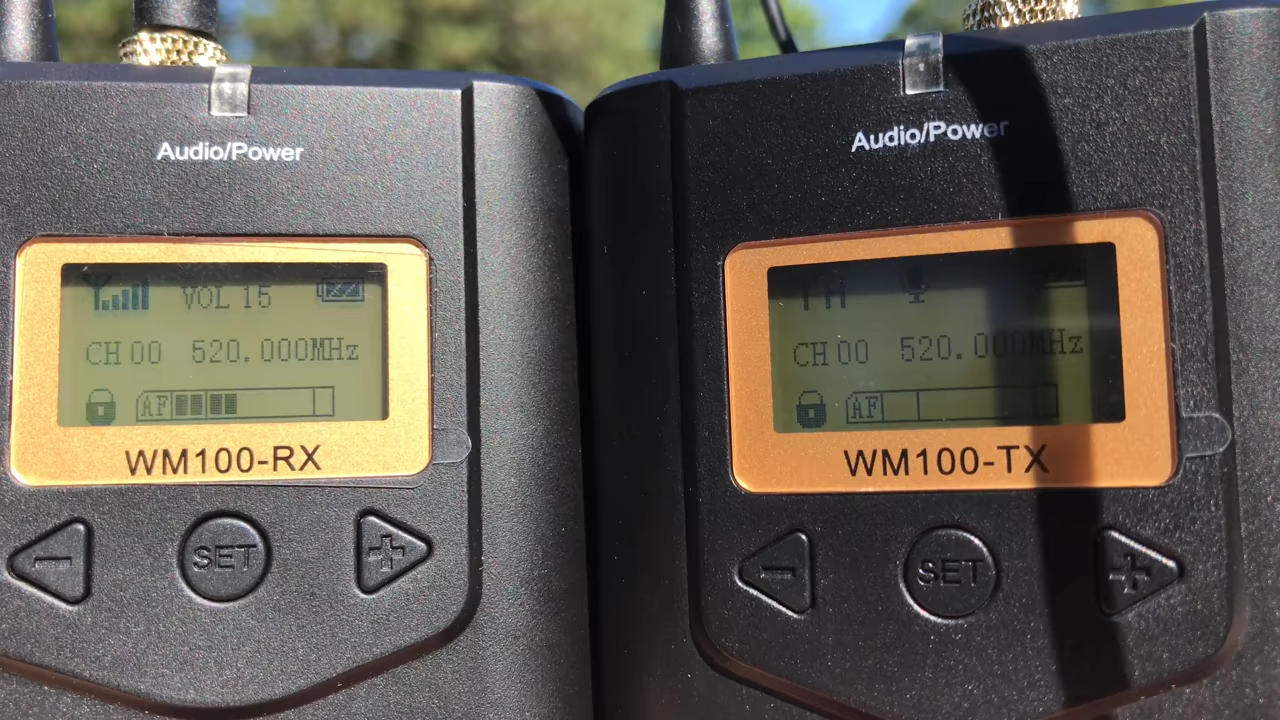 Audio/Power
VOL 15
CH 00 520.000MHz
AF
WM100-RX
SET
Audio/Power
CH 00 520.000MHz
AF
WM100-TX
SET